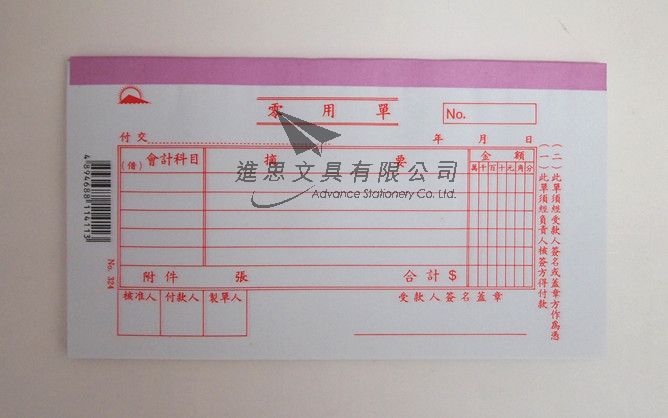 零用單
No.
付交
年 月 日
(借) 會計科目 摘要 金額
萬千百十元角分
進思文具有限公司
Advance Stationery Co. Ltd.
附件 張 合計 $
核准人 付款人 製單人 受款人簽名蓋章
(一)此單須經負責人核簽方得付款
(二)此單須經受款人簽名或蓋章方作為憑
4894688114113
No. 324